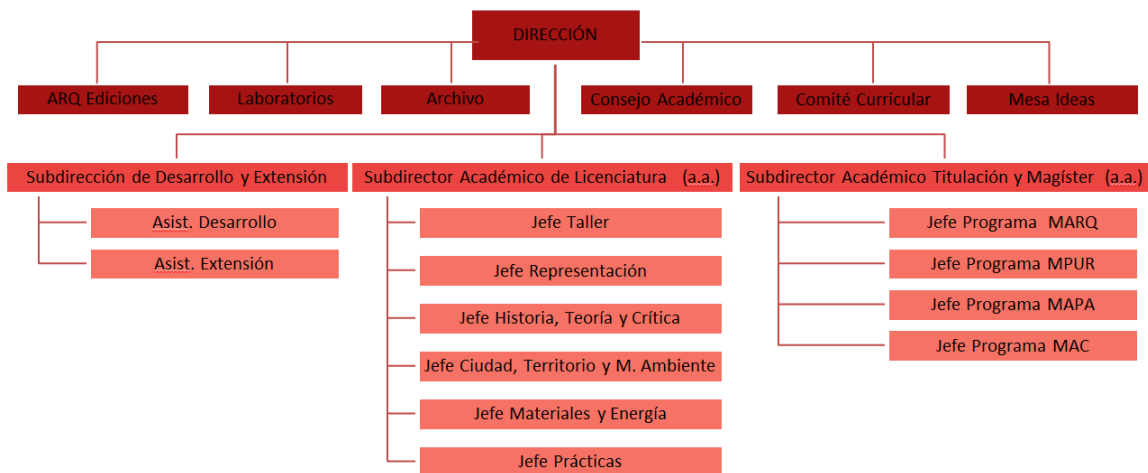 DIRECCIÓN
ARQ Ediciones
Laboratorios
Archivo
Consejo Académico
Comité Curricular
Mesa Ideas
Subdirección de Desarrollo y Extensión
Asist. Desarrollo
Asist. Extensión
Subdirector Académico de Licenciatura (a.a.)
Jefe Taller
Jefe Representación
Jefe Historia, Teoría y Crítica
Jefe Ciudad, Territorio y M. Ambiente
Jefe Materiales y Energía
Jefe Prácticas
Subdirector Académico Titulación y Magíster (a.a.)
Jefe Programa MARQ
Jefe Programa MPUR
Jefe Programa MAPA
Jefe Programa MAC